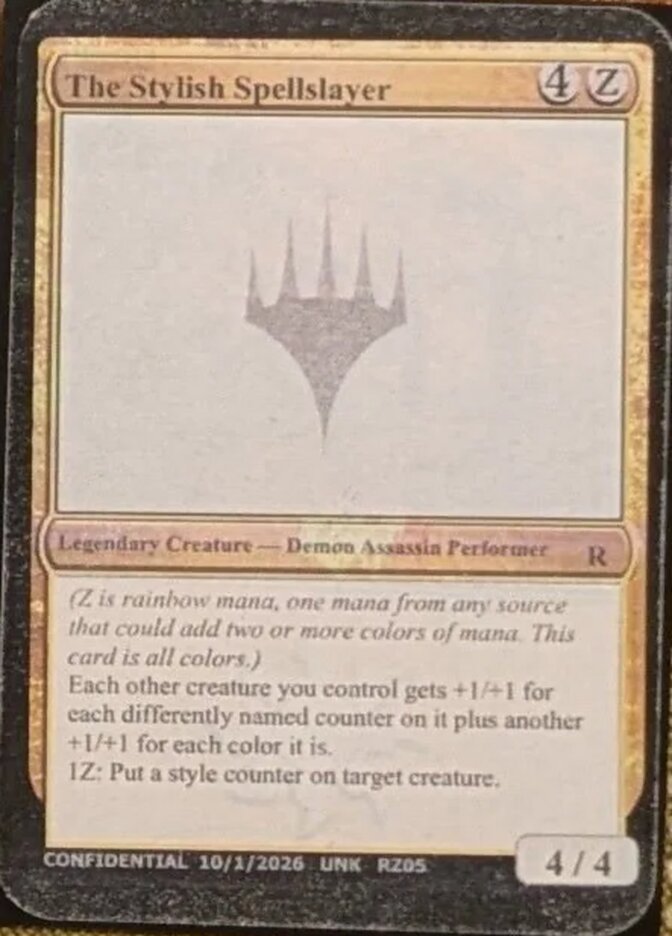 The Stylish Spellslayer 4 Z
Legendary Creature — Demon Assassin Performer R
(Z is rainbow mana, one mana from any source
that could add two or more colors of mana. This
card is all colors.)
Each other creature you control gets +1/+1 for
each differently named counter on it plus another
+1/+1 for each color it is.
1Z: Put a style counter on target creature.
CONFIDENTIAL 10/1/2026 UNK RZ05
4 / 4